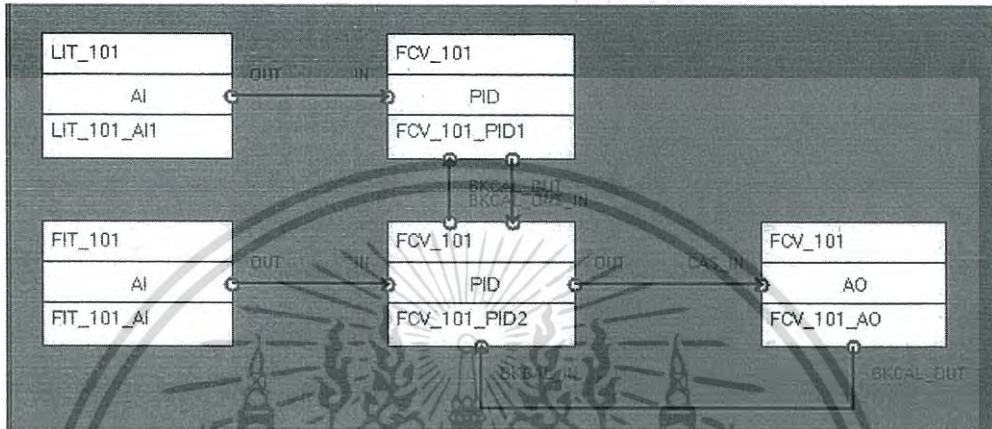 LIT_101
FCV_101
OUT
IN
AI
PID
LIT_101_AI1
FCV_101_PID1
BKCAL_OUT
FIT_101
FCV_101
FCV_101
OUT
IN
OUT
CAS_IN
AI
PID
AO
FIT_101_AI
FCV_101_PID2
FCV_101_AO
BKCAL_IN
BKCAL_OUT